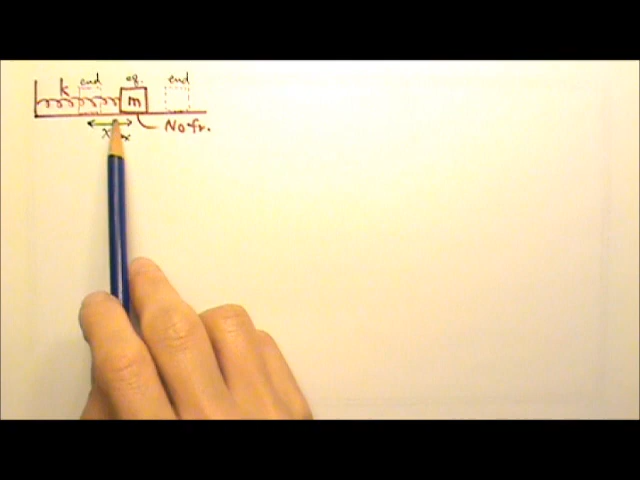 k end eq. end
m
No fr.